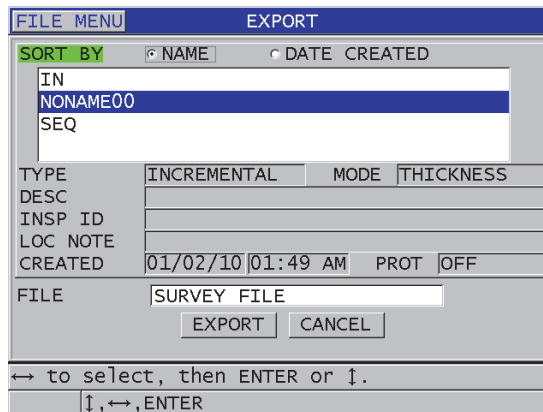 FILE MENU EXPORT
SORT BY NAME DATE CREATED
IN
NONAME00
SEQ
TYPE INCREMENTAL MODE THICKNESS
DESC
INSP ID
LOC NOTE
CREATED 01/02/10 01:49 AM PROT OFF
FILE SURVEY FILE
EXPORT CANCEL
↔ to select, then ENTER or ↕.
↕,↔,ENTER